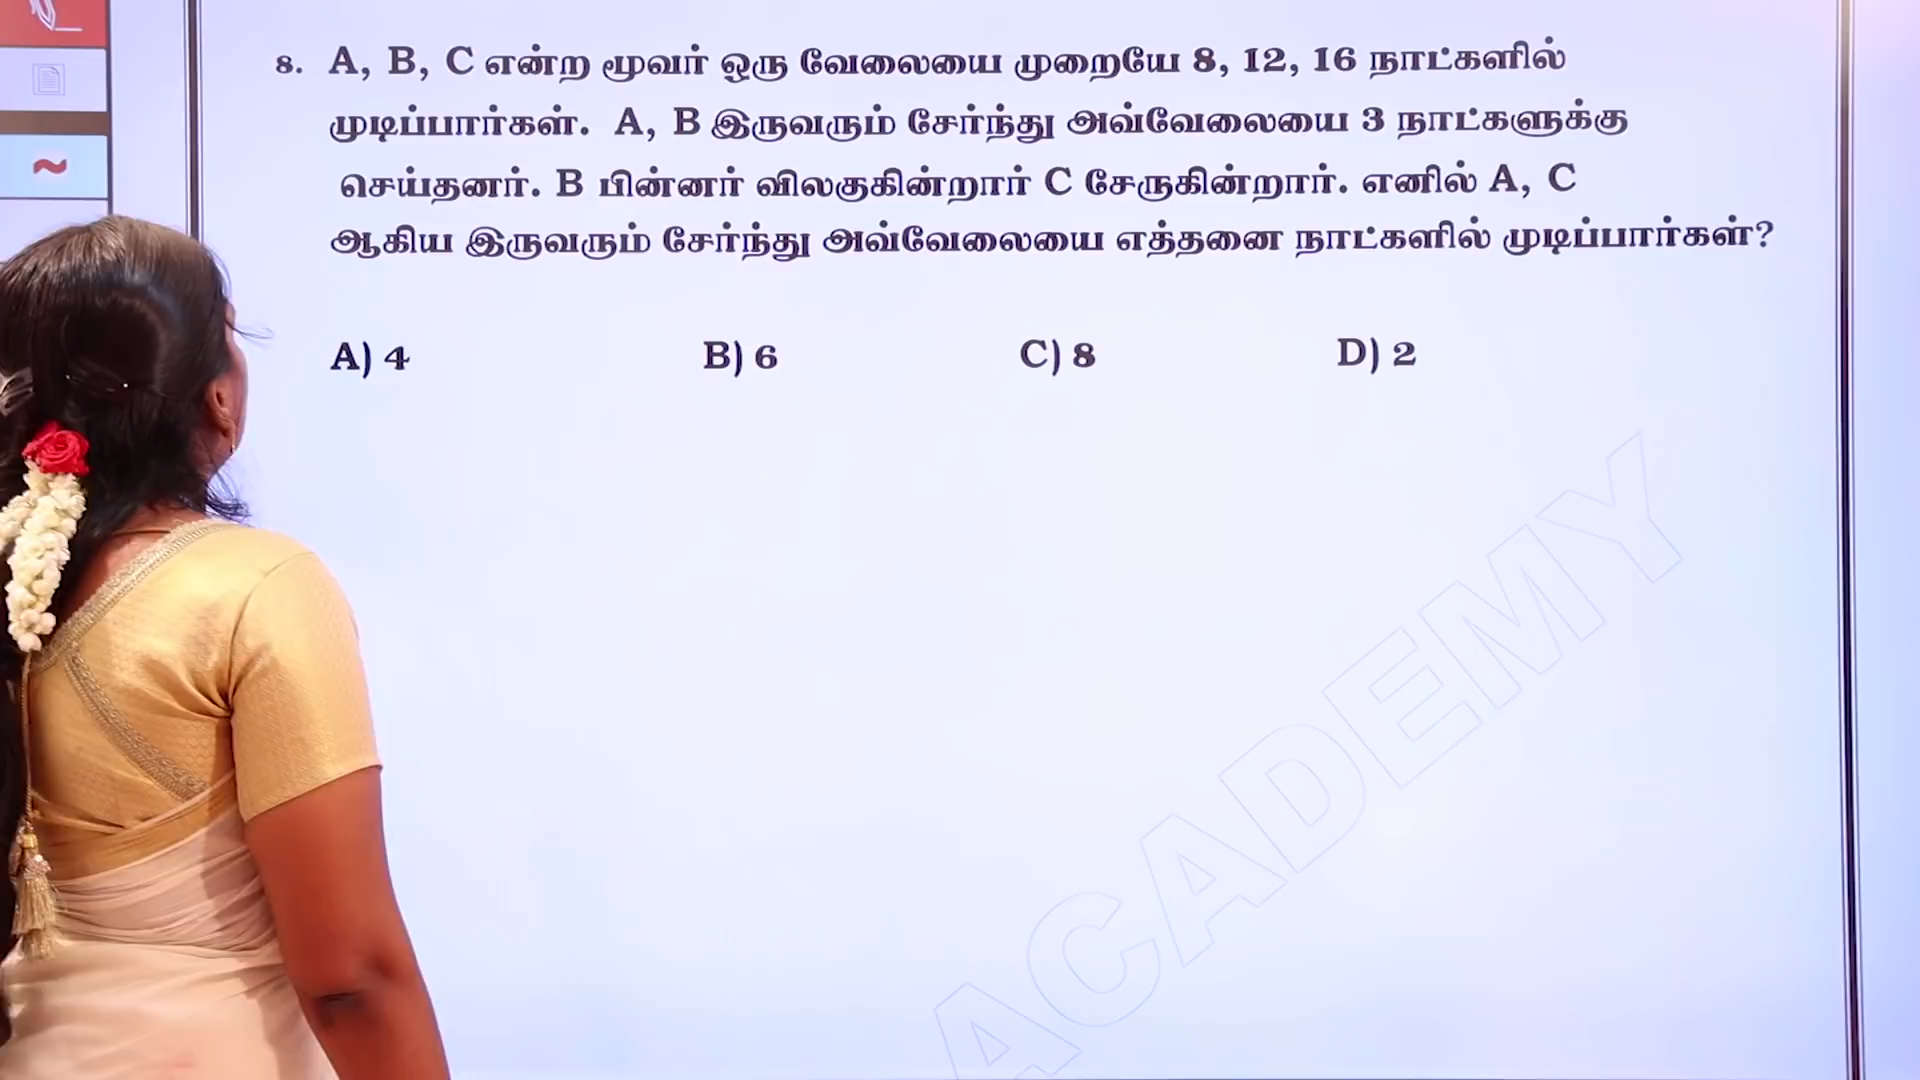 8. A, B, C என்ற மூவர் ஒரு வேலையை முறையே 8, 12, 16 நாட்களில்
முடிப்பார்கள். A, B இருவரும் சேர்ந்து அவ்வேலையை 3 நாட்களுக்கு
செய்தனர். B பின்னர் விலகுகின்றார் C சேருகின்றார். எனில் A, C
ஆகிய இருவரும் சேர்ந்து அவ்வேலையை எத்தனை நாட்களில் முடிப்பார்கள்?
A) 4 B) 6 C) 8 D) 2
ACADEMY